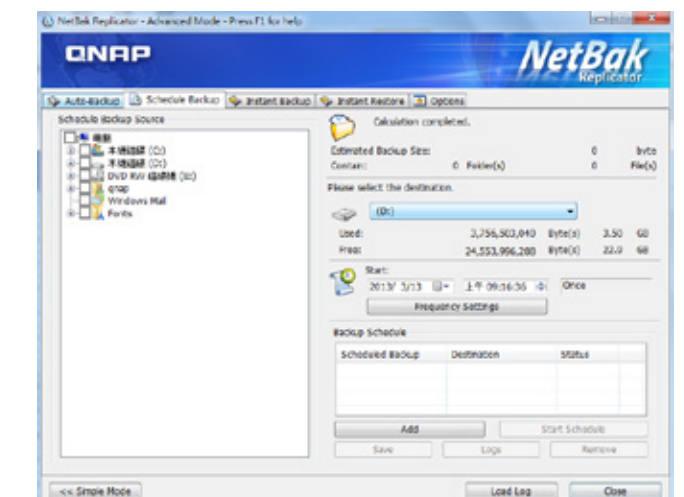 NetBak Replicator - Advanced Mode - Press F1 for help
QNAP
NetBak
Replicator
Auto-Backup
Schedule Backup
Instant Backup
Instant Restore
Options
Schedule Backup Source
Calculation completed.
桌面
本機磁碟 (C:)
本機磁碟 (D:)
DVD RW 磁碟機 (E:)
qnap
Windows Mail
Fonts
Estimated Backup Size: 0 byte
Contain: 0 Folder(s) 0 File(s)
Please select the destination.
(D:)
Used: 3,756,503,040 Byte(s) 3.50 GB
Free: 24,553,996,288 Byte(s) 22.9 GB
Start:
2013/ 3/13 上午 09:36:36 Once
Frequency Settings
Backup Schedule
Scheduled Backup Destination Status
Add Start Schedule
Save Logs Remove
<< Simple Mode Load Log Close